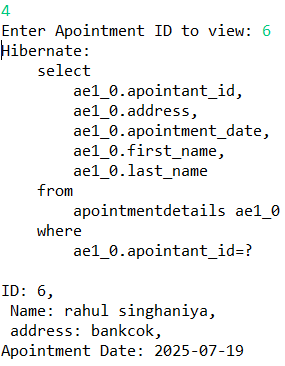 4
Enter Apointment ID to view: 6
Hibernate:
    select
        ae1_0.apointant_id,
        ae1_0.address,
        ae1_0.apointment_date,
        ae1_0.first_name,
        ae1_0.last_name
    from
        apointmentdetails ae1_0
    where
        ae1_0.apointant_id=?

ID: 6,
 Name: rahul singhaniya,
 address: bankcok,
Apointment Date: 2025-07-19